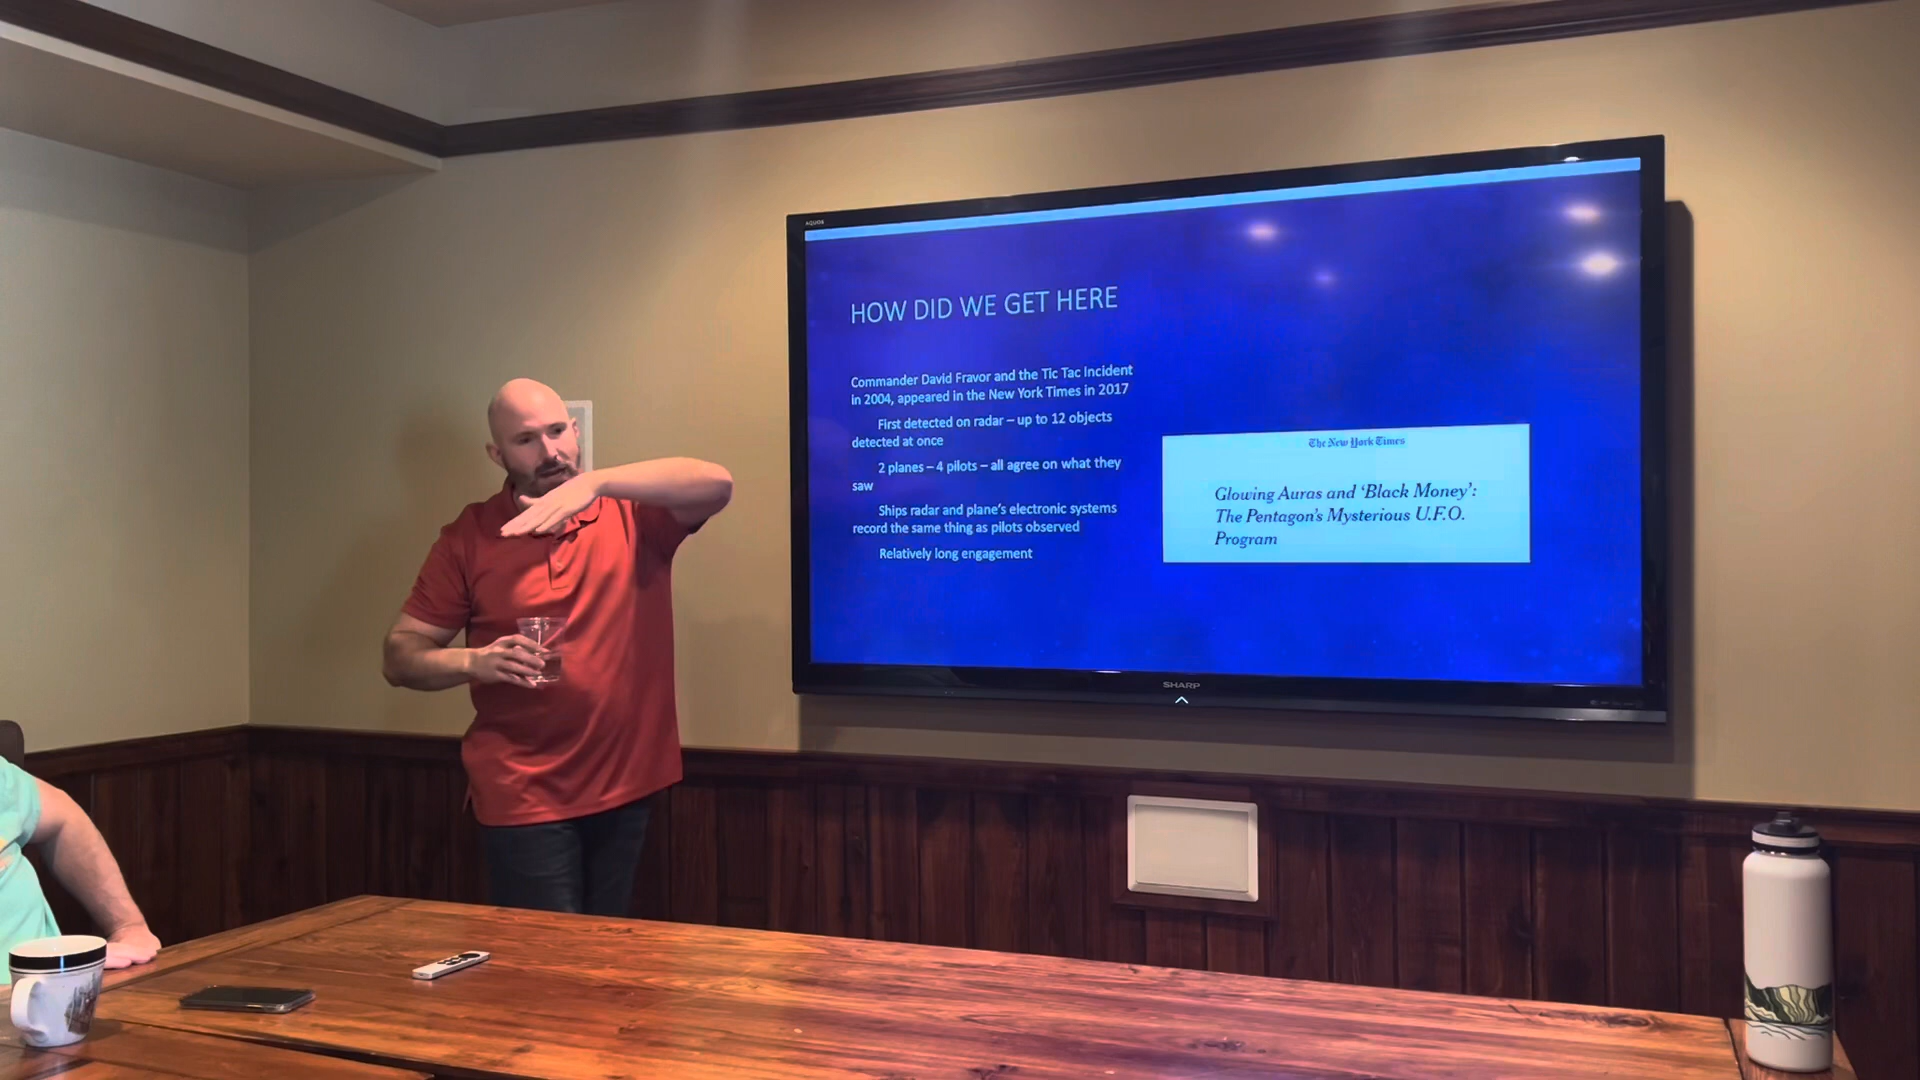 AQUOS
HOW DID WE GET HERE
Commander David Fravor and the Tic Tac Incident
in 2004, appeared in the New York Times in 2017
First detected on radar – up to 12 objects
detected at once
2 planes – 4 pilots – all agree on what they
saw
Ships radar and plane's electronic systems
record the same thing as pilots observed
Relatively long engagement
The New York Times
Glowing Auras and 'Black Money':
The Pentagon's Mysterious U.F.O.
Program
SHARP